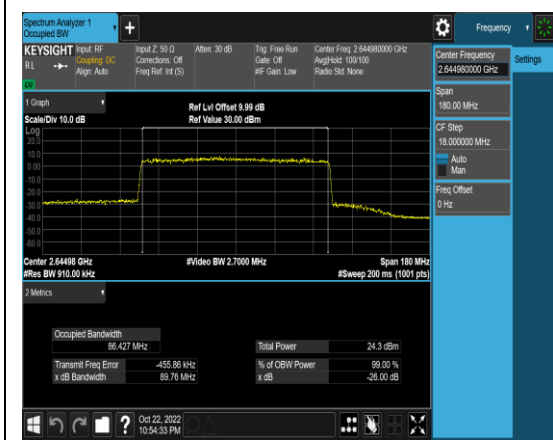 Spectrum Analyzer 1
Occupied BW
Frequency
KEYSIGHT
RL
Input: RF
Coupling: DC
Align: Auto
Input Z: 50 Ω
Corrections: Off
Freq Ref: Int (S)
Atten: 30 dB
Trig: Free Run
Gate: Off
#IF Gain: Low
Center Freq: 2.644980000 GHz
Avg|Hold: 100/100
Radio Std: None
Center Frequency
2.644980000 GHz
Settings
Span
180.00 MHz
CF Step
18.000000 MHz
Auto
Man
Freq Offset
0 Hz
1 Graph
Scale/Div 10.0 dB
Ref Lvl Offset 9.99 dB
Ref Value 30.00 dBm
Log
20.0
10.0
0.00
-10.0
-20.0
-30.0
-40.0
-50.0
-60.0
Center 2.64498 GHz
#Res BW 910.00 kHz
#Video BW 2.7000 MHz
Span 180 MHz
#Sweep 200 ms (1001 pts)
2 Metrics
Occupied Bandwidth
86.427 MHz
Total Power 24.3 dBm
Transmit Freq Error -455.86 kHz
% of OBW Power 99.00 %
x dB Bandwidth 89.76 MHz
x dB -26.00 dB
?
Oct 22, 2022
10:54:33 PM